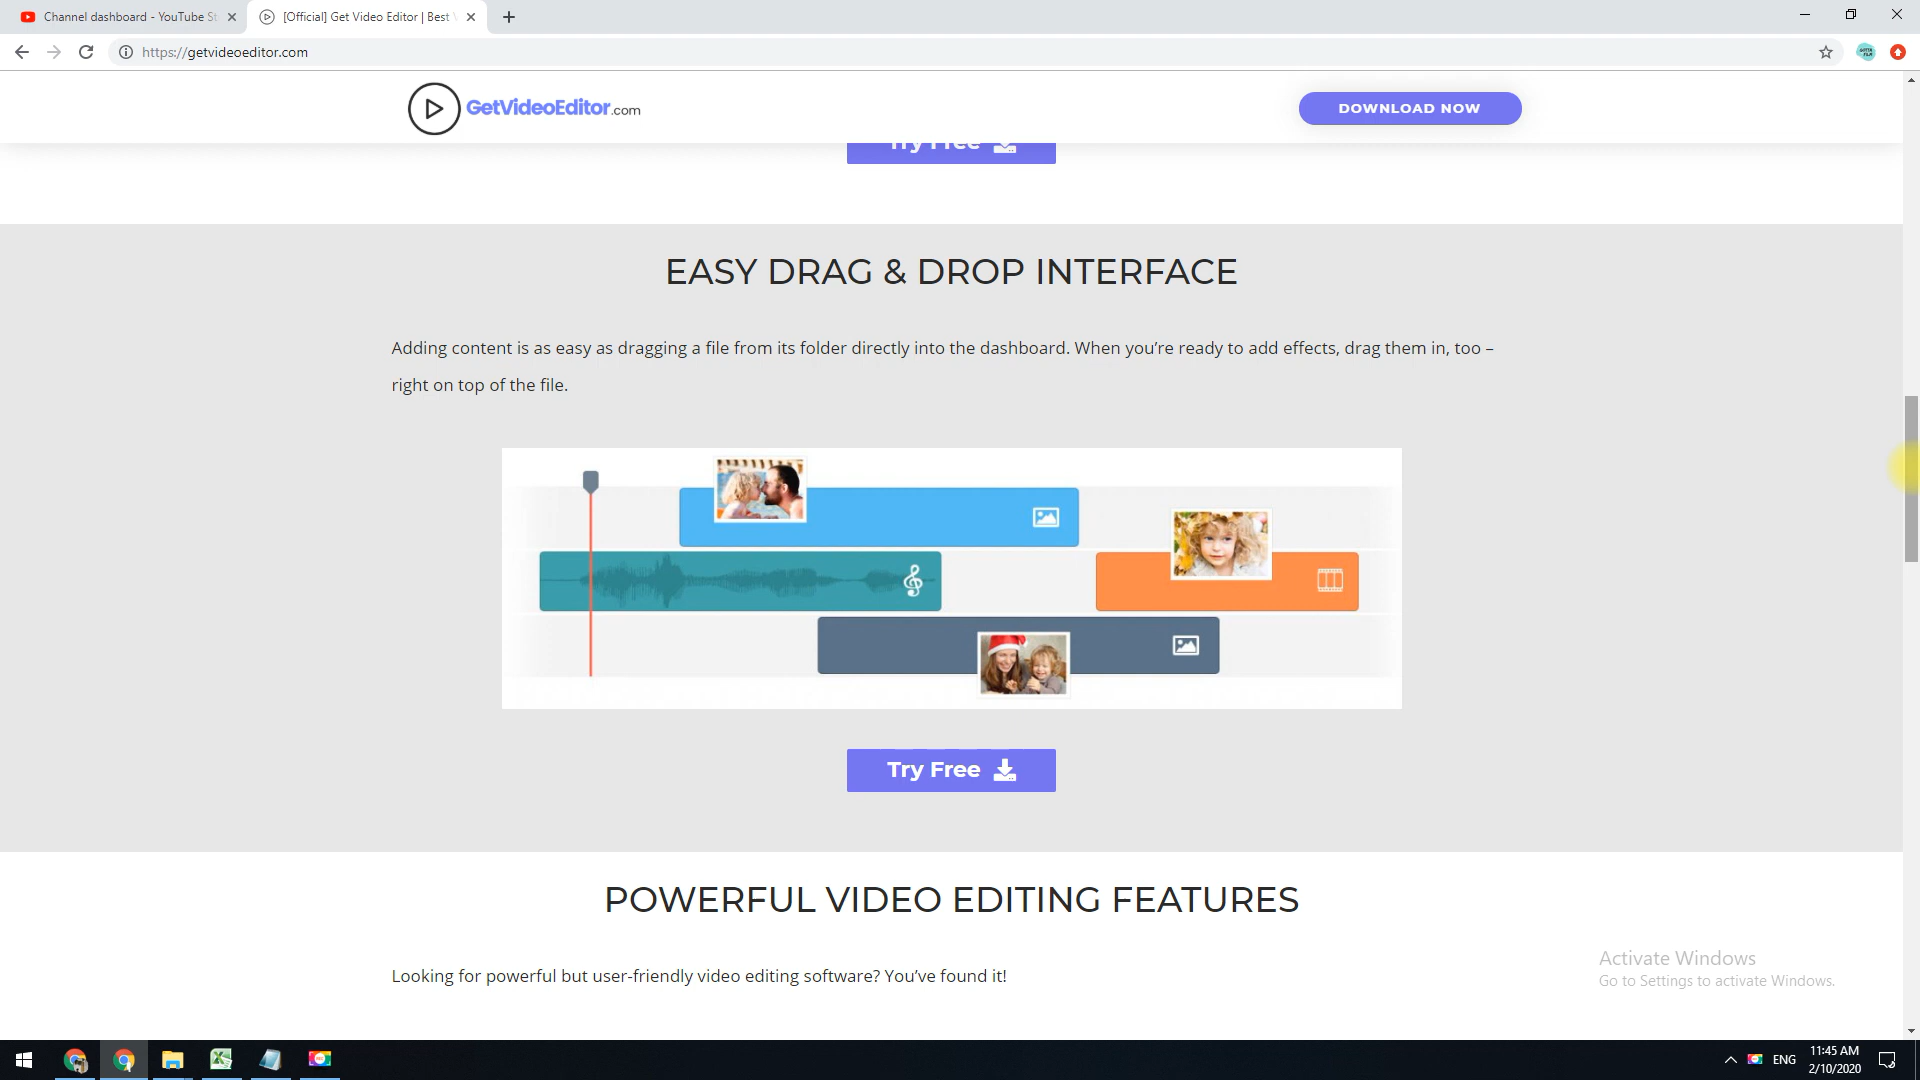 Channel dashboard - YouTube St
[Official] Get Video Editor | Best V
https://getvideoeditor.com
GetVideoEditor.com
DOWNLOAD NOW
Try Free
EASY DRAG & DROP INTERFACE
Adding content is as easy as dragging a file from its folder directly into the dashboard. When you’re ready to add effects, drag them in, too –
right on top of the file.
Try Free
POWERFUL VIDEO EDITING FEATURES
Looking for powerful but user-friendly video editing software? You’ve found it!
Activate Windows
Go to Settings to activate Windows.
ENG
11:45 AM
2/10/2020